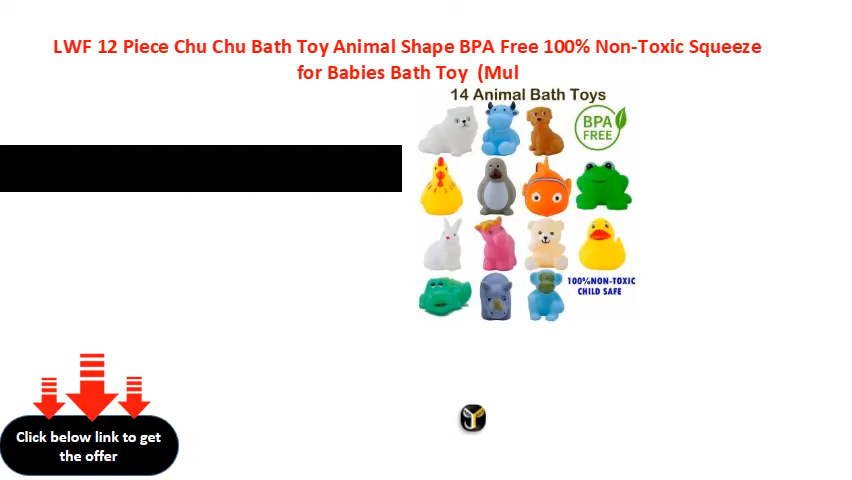 LWF 12 Piece Chu Chu Bath Toy Animal Shape BPA Free 100% Non-Toxic Squeeze
for Babies Bath Toy (Mul
14 Animal Bath Toys
BPA
FREE
100%NON-TOXIC
CHILD SAFE
Click below link to get
the offer